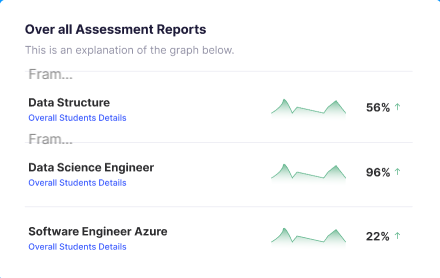 Over all Assessment Reports
This is an explanation of the graph below.
Fram...
Data Structure
Overall Students Details
56% ↑
Fram...
Data Science Engineer
Overall Students Details
96% ↑
Software Engineer Azure
Overall Students Details
22% ↑